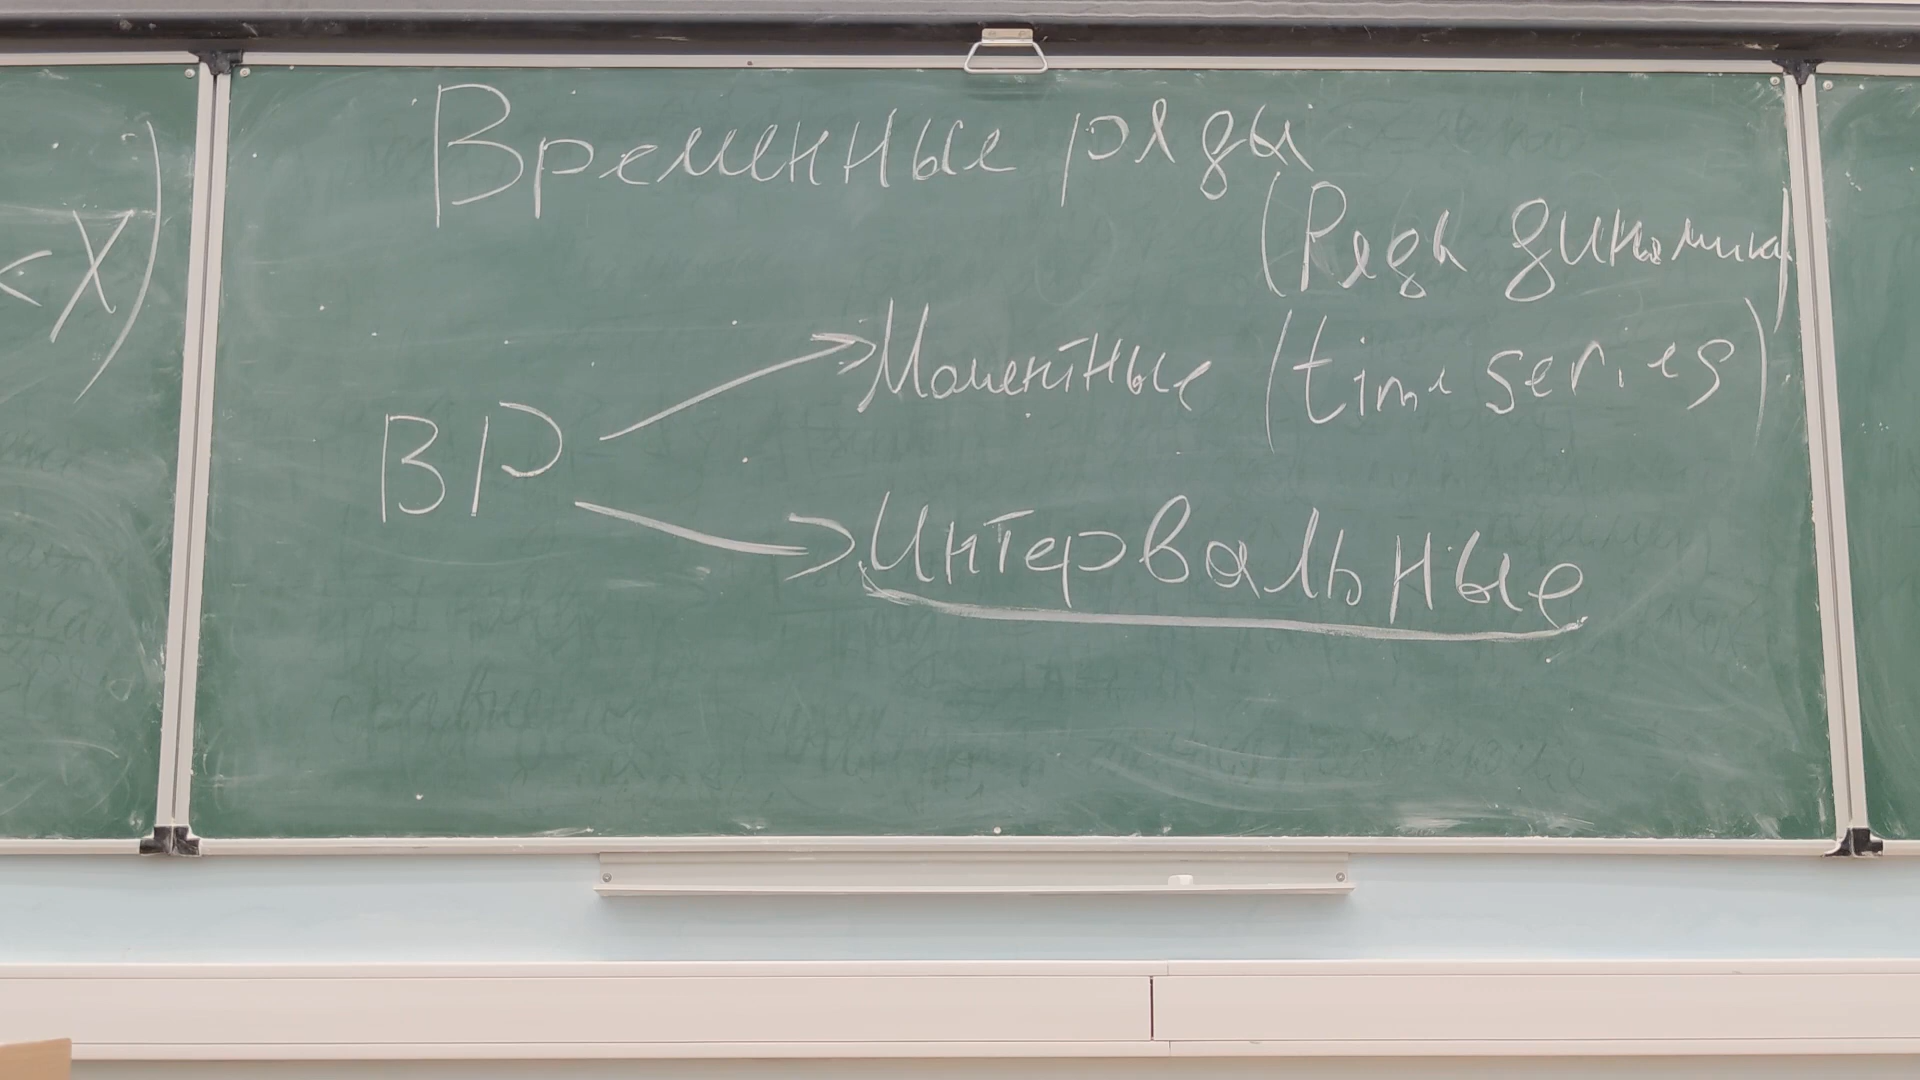 Временные ряды
(Ряды динамики)
Моментные (time series)
ВР
Интервальные
< X)